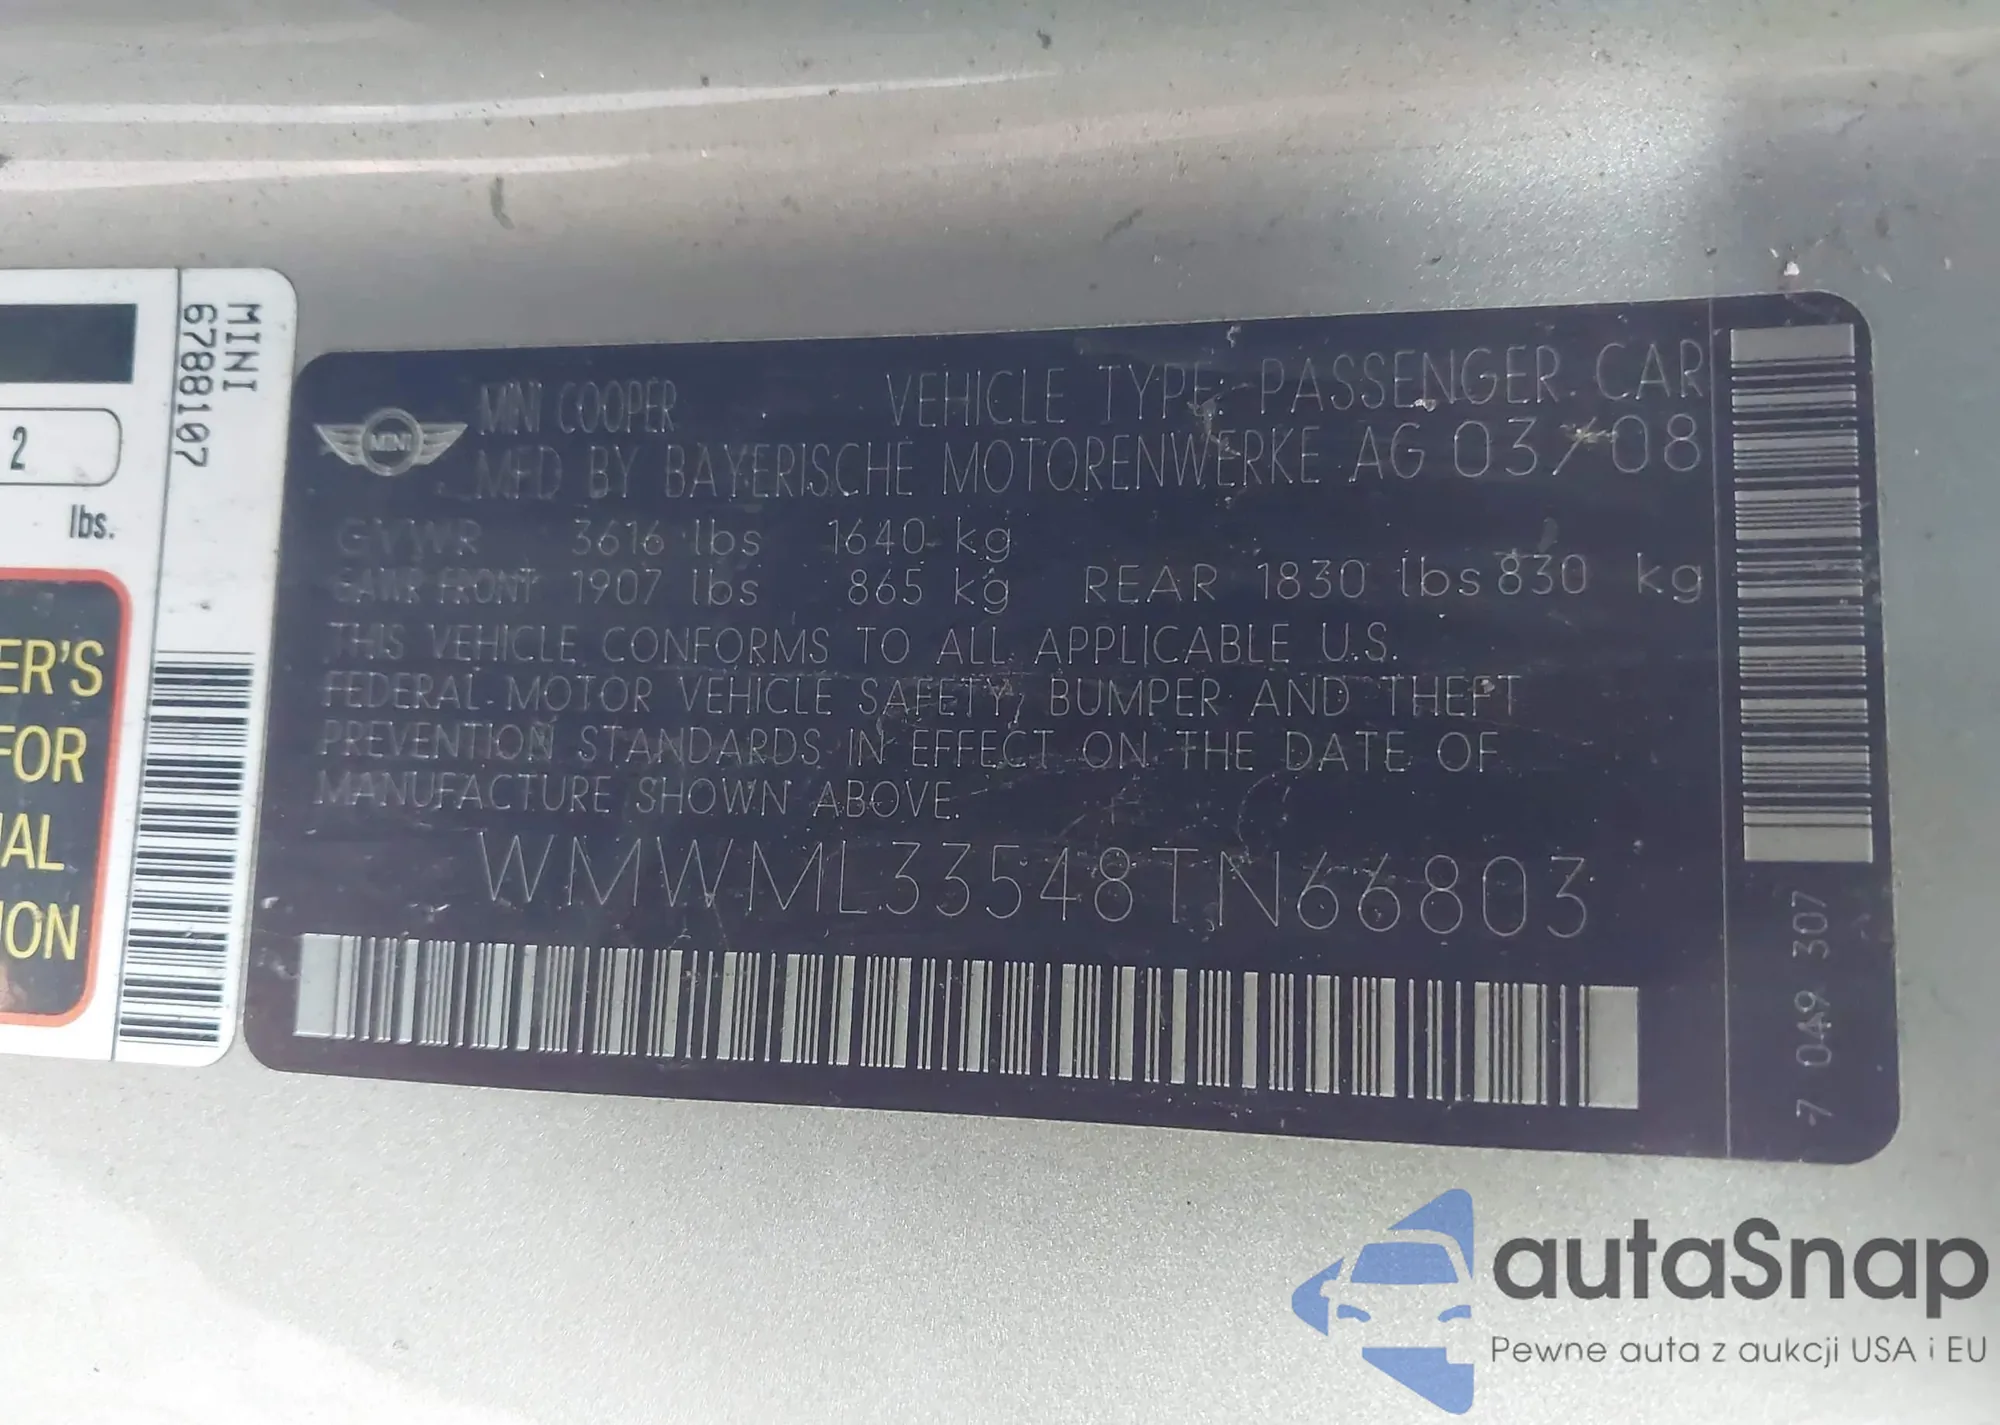 MINI
6788107
2
lbs.
ER'S
FOR
AL
ION
MINI
MINI COOPER VEHICLE TYPE: PASSENGER CAR
MFD BY BAYERISCHE MOTORENWERKE AG 03/08
GVWR 3616 lbs 1640 kg
GAWR FRONT 1907 lbs 865 kg REAR 1830 lbs 830 kg
THIS VEHICLE CONFORMS TO ALL APPLICABLE U.S.
FEDERAL MOTOR VEHICLE SAFETY, BUMPER AND THEFT
PREVENTION STANDARDS IN EFFECT ON THE DATE OF
MANUFACTURE SHOWN ABOVE.
WMWML33548TN66803
7 049 307
autaSnap
Pewne auta z aukcji USA i EU